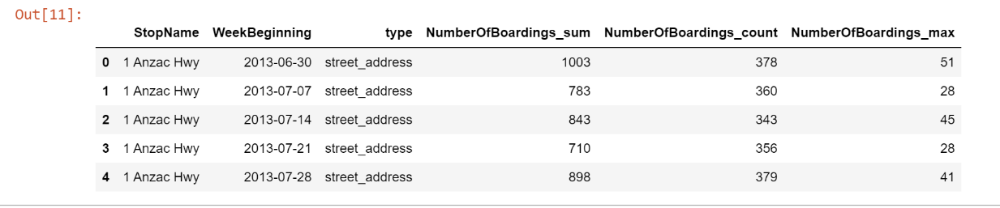 Out[11]:
StopName WeekBeginning type NumberOfBoardings_sum NumberOfBoardings_count NumberOfBoardings_max
0 1 Anzac Hwy 2013-06-30 street_address 1003 378 51
1 1 Anzac Hwy 2013-07-07 street_address 783 360 28
2 1 Anzac Hwy 2013-07-14 street_address 843 343 45
3 1 Anzac Hwy 2013-07-21 street_address 710 356 28
4 1 Anzac Hwy 2013-07-28 street_address 898 379 41